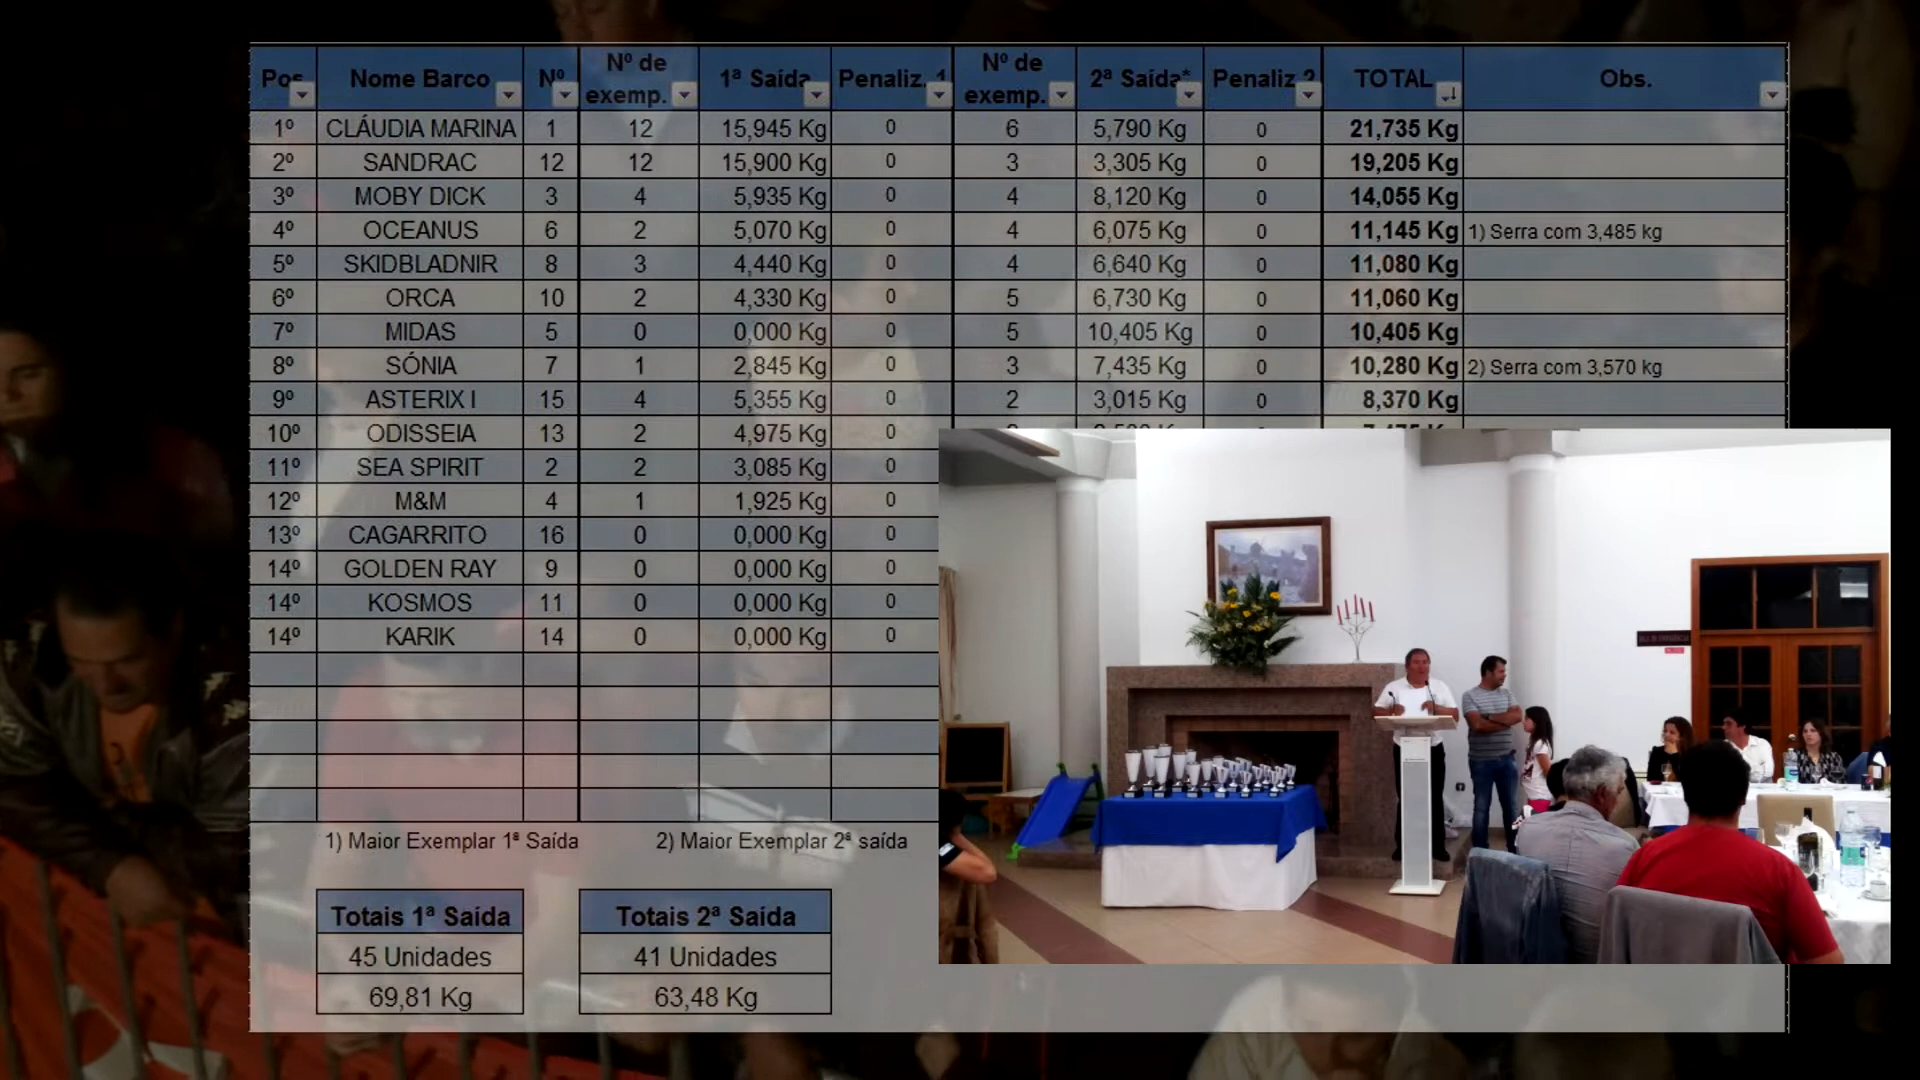 Pos Nome Barco Nº Nº de exemp. 1ª Saída Penaliz. 1 Nº de exemp. 2ª Saída* Penaliz 2 TOTAL Obs.
1º CLÁUDIA MARINA 1 12 15,945 Kg 0 6 5,790 Kg 0 21,735 Kg
2º SANDRAC 12 12 15,900 Kg 0 3 3,305 Kg 0 19,205 Kg
3º MOBY DICK 3 4 5,935 Kg 0 4 8,120 Kg 0 14,055 Kg
4º OCEANUS 6 2 5,070 Kg 0 4 6,075 Kg 0 11,145 Kg 1) Serra com 3,485 kg
5º SKIDBLADNIR 8 3 4,440 Kg 0 4 6,640 Kg 0 11,080 Kg
6º ORCA 10 2 4,330 Kg 0 5 6,730 Kg 0 11,060 Kg
7º MIDAS 5 0 0,000 Kg 0 5 10,405 Kg 0 10,405 Kg
8º SÓNIA 7 1 2,845 Kg 0 3 7,435 Kg 0 10,280 Kg 2) Serra com 3,570 kg
9º ASTERIX I 15 4 5,355 Kg 0 2 3,015 Kg 0 8,370 Kg
10º ODISSEIA 13 2 4,975 Kg 0
11º SEA SPIRIT 2 2 3,085 Kg 0
12º M&M 4 1 1,925 Kg 0
13º CAGARRITO 16 0 0,000 Kg 0
14º GOLDEN RAY 9 0 0,000 Kg 0
14º KOSMOS 11 0 0,000 Kg 0
14º KARIK 14 0 0,000 Kg 0
1) Maior Exemplar 1ª Saída 2) Maior Exemplar 2ª saída
Totais 1ª Saída Totais 2ª Saída
45 Unidades 41 Unidades
69,81 Kg 63,48 Kg